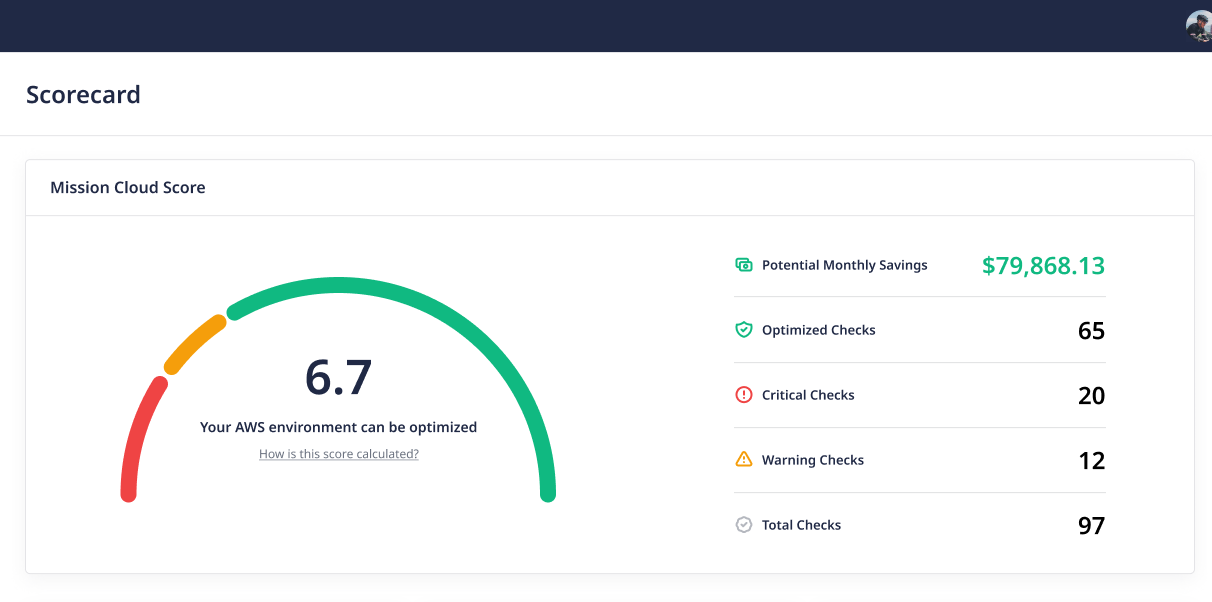 Scorecard
Mission Cloud Score
6.7
Your AWS environment can be optimized
How is this score calculated?
Potential Monthly Savings $79,868.13
Optimized Checks 65
Critical Checks 20
Warning Checks 12
Total Checks 97